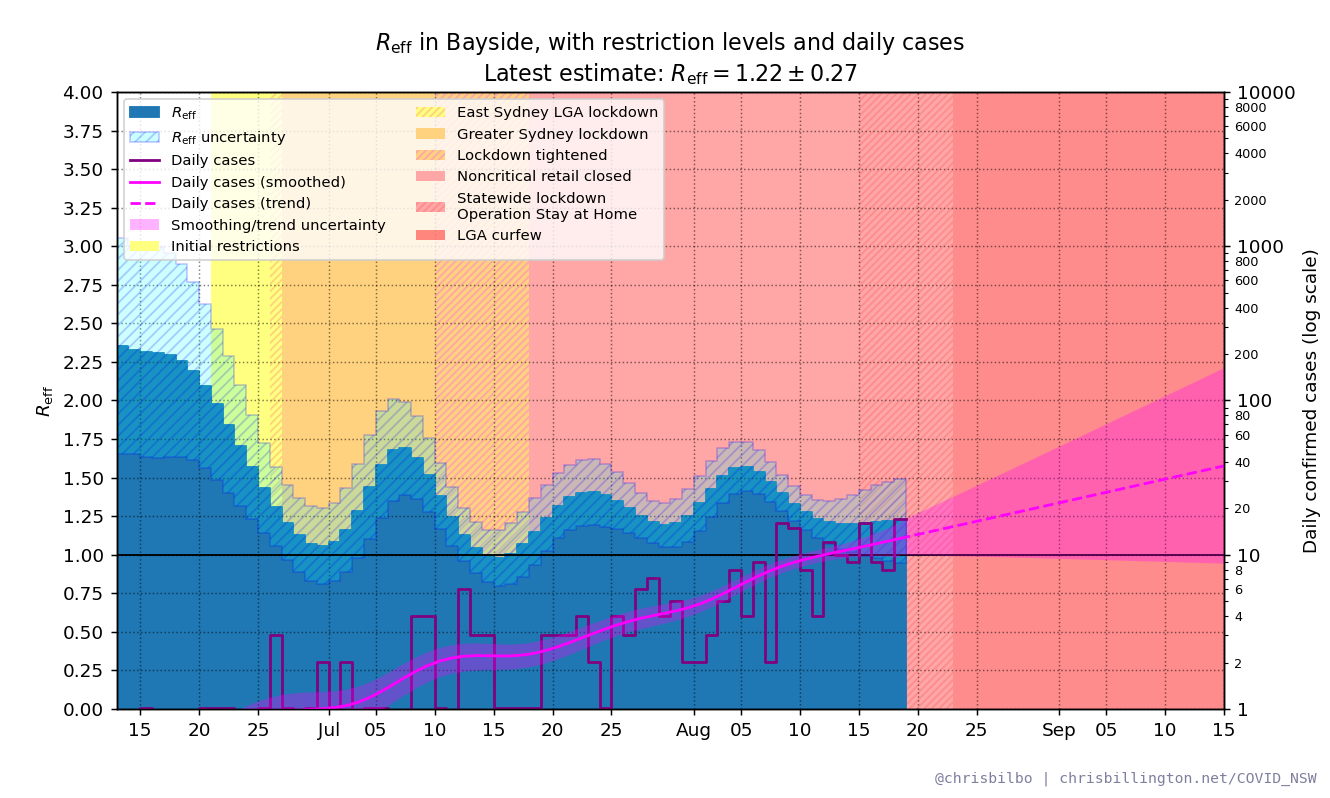 Reff in Bayside, with restriction levels and daily cases
Latest estimate: Reff = 1.22 ± 0.27
Reff
Reff uncertainty
Daily cases
Daily cases (smoothed)
Daily cases (trend)
Smoothing/trend uncertainty
Initial restrictions
East Sydney LGA lockdown
Greater Sydney lockdown
Lockdown tightened
Noncritical retail closed
Statewide lockdown
Operation Stay at Home
LGA curfew
4.00
3.75
3.50
3.25
3.00
2.75
2.50
2.25
2.00
1.75
1.50
1.25
1.00
0.75
0.50
0.25
0.00
Reff
10000
8000
6000
4000
2000
1000
800
600
400
200
100
80
60
40
20
10
8
6
4
2
1
Daily confirmed cases (log scale)
15 20 25 Jul 05 10 15 20 25 Aug 05 10 15 20 25 Sep 05 10 15
@chrisbilbo | chrisbillington.net/COVID_NSW